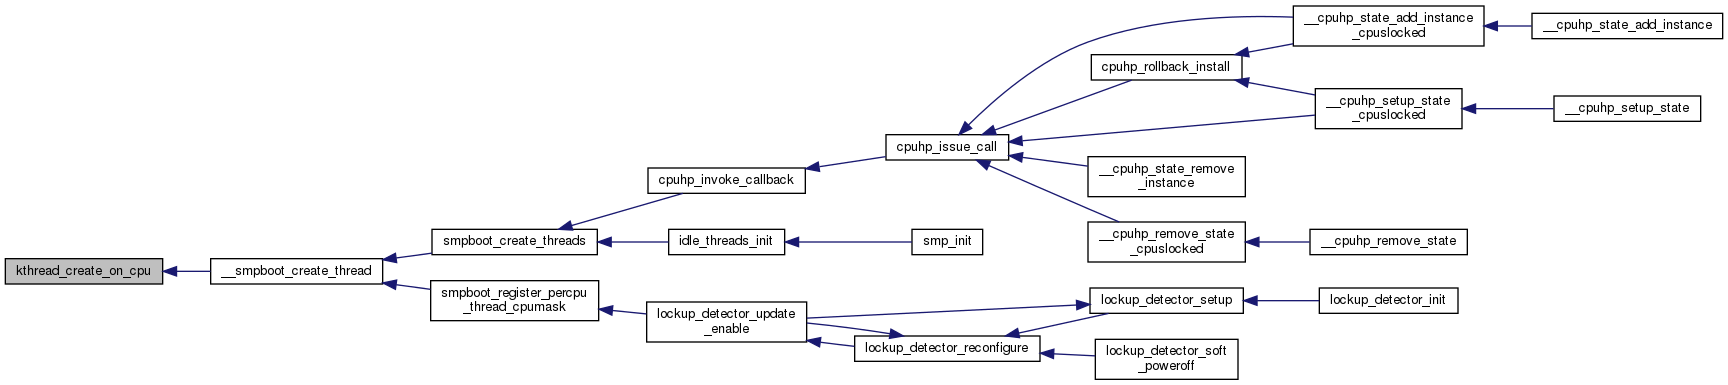 __cpuhp_state_add_instance
_cpuslocked
__cpuhp_state_add_instance
cpuhp_rollback_install
__cpuhp_setup_state
_cpuslocked
__cpuhp_setup_state
cpuhp_issue_call
__cpuhp_state_remove
_instance
cpuhp_invoke_callback
__cpuhp_remove_state
_cpuslocked
__cpuhp_remove_state
smpboot_create_threads
idle_threads_init
smp_init
kthread_create_on_cpu
__smpboot_create_thread
smpboot_register_percpu
_thread_cpumask
lockup_detector_update
_enable
lockup_detector_setup
lockup_detector_init
lockup_detector_reconfigure
lockup_detector_soft
_poweroff